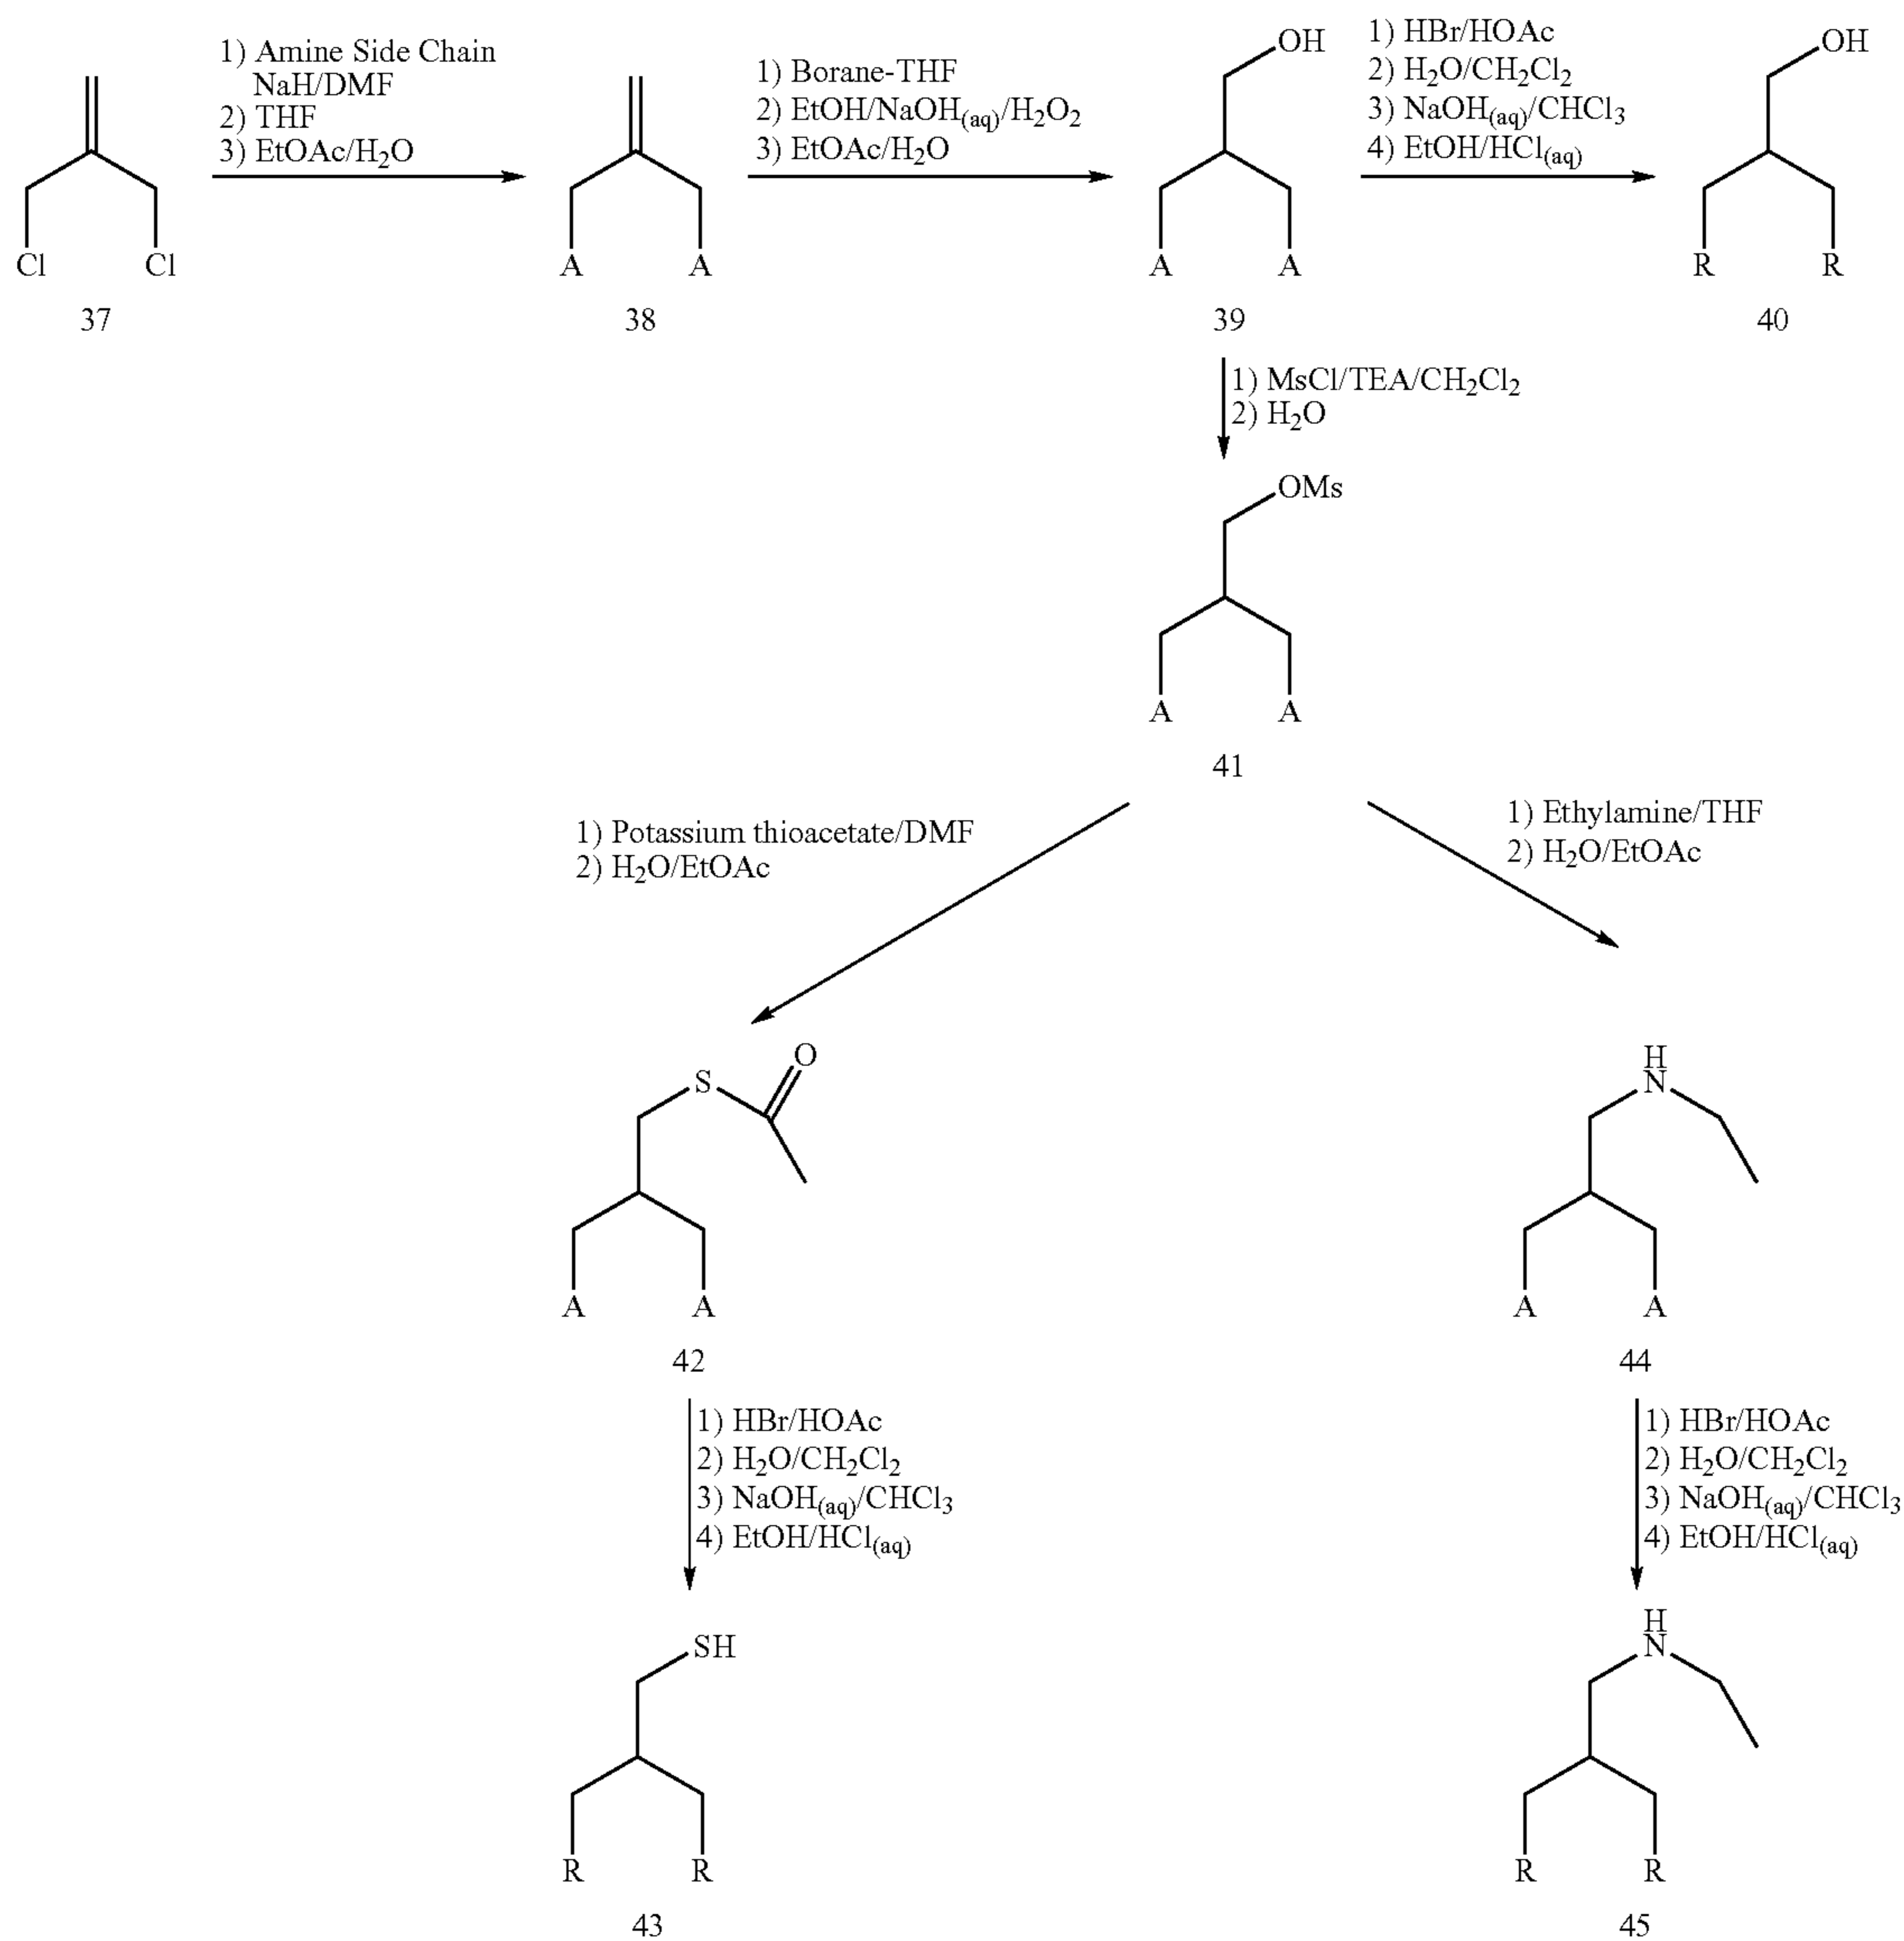 1) Amine Side Chain
NaH/DMF
2) THF
3) EtOAc/H₂O
1) Borane-THF
2) EtOH/NaOH₍aq₎/H₂O₂
3) EtOAc/H₂O
1) HBr/HOAc
2) H₂O/CH₂Cl₂
3) NaOH₍aq₎/CHCl₃
4) EtOH/HCl₍aq₎
OH
OH
Cl Cl
A A
A A
R R
37
38
39
40
1) MsCl/TEA/CH₂Cl₂
2) H₂O
OMs
A A
41
1) Potassium thioacetate/DMF
2) H₂O/EtOAc
1) Ethylamine/THF
2) H₂O/EtOAc
O
S
A A
42
H
N
A A
44
1) HBr/HOAc
2) H₂O/CH₂Cl₂
3) NaOH₍aq₎/CHCl₃
4) EtOH/HCl₍aq₎
1) HBr/HOAc
2) H₂O/CH₂Cl₂
3) NaOH₍aq₎/CHCl₃
4) EtOH/HCl₍aq₎
SH
R R
43
H
N
R R
45